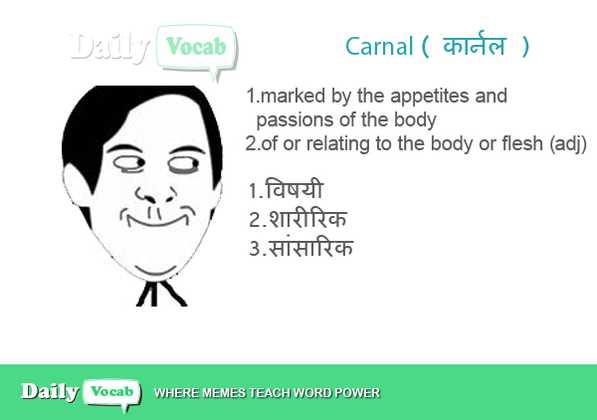 Daily Vocab
Carnal ( कार्नल )
1.marked by the appetites and
passions of the body
2.of or relating to the body or flesh (adj)
1.विषयी
2.शारीरिक
3.सांसारिक
Daily Vocab WHERE MEMES TEACH WORD POWER